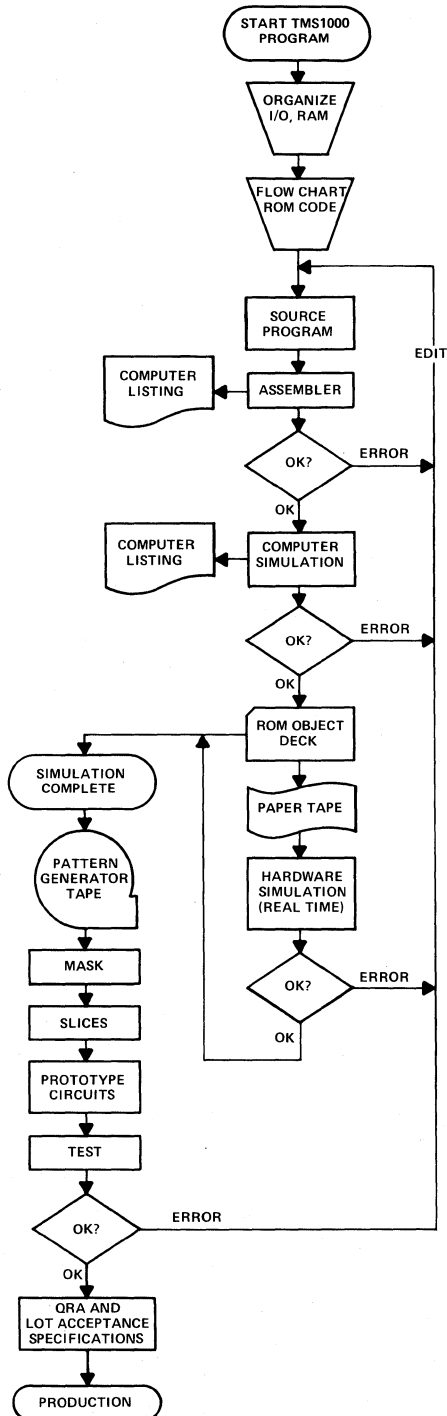 START TMS1000
PROGRAM
ORGANIZE
I/O, RAM
FLOW CHART
ROM CODE
SOURCE
PROGRAM
EDIT
COMPUTER
LISTING
ASSEMBLER
OK?
ERROR
OK
COMPUTER
LISTING
COMPUTER
SIMULATION
OK?
ERROR
OK
ROM OBJECT
DECK
SIMULATION
COMPLETE
PAPER TAPE
PATTERN
GENERATOR
TAPE
HARDWARE
SIMULATION
(REAL TIME)
MASK
OK?
ERROR
OK
SLICES
PROTOTYPE
CIRCUITS
TEST
OK?
ERROR
OK
QRA AND
LOT ACCEPTANCE
SPECIFICATIONS
PRODUCTION